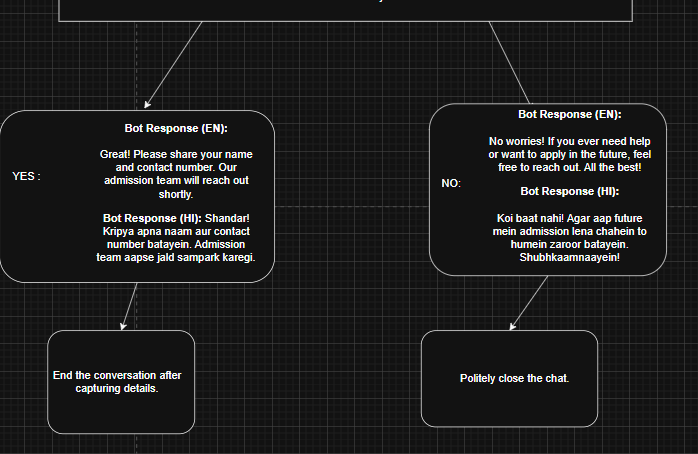 Bot Response (EN):
Great! Please share your name
and contact number. Our
admission team will reach out
shortly.
YES :
Bot Response (HI): Shandar!
Kripya apna naam aur contact
number batayein. Admission
team aapse jald sampark karegi.
Bot Response (EN):
No worries! If you ever need help
or want to apply in the future, feel
free to reach out. All the best!
NO:
Bot Response (HI):
Koi baat nahi! Agar aap future
mein admission lena chahein to
humein zaroor batayein.
Shubhkaamnaayein!
End the conversation after
capturing details.
Politely close the chat.